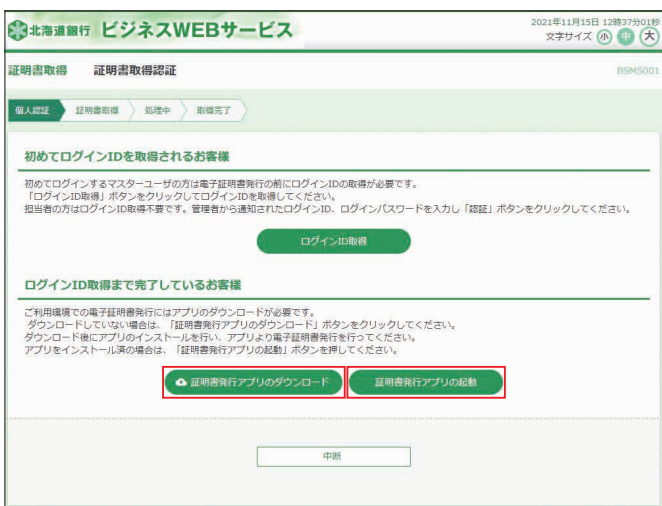 北海道銀行 ビジネスWEBサービス
2021年11月15日 12時37分01秒
文字サイズ 小 中 大
証明書取得 証明書取得認証
BSMS001
個人認証 証明書取得 処理中 取得完了
初めてログインIDを取得されるお客様
初めてログインするマスターユーザの方は電子証明書発行の前にログインIDの取得が必要です。
「ログインID取得」ボタンをクリックしてログインIDを取得してください。
担当者の方はログインID取得不要です。管理者から通知されたログインID、ログインパスワードを入力し「認証」ボタンをクリックしてください。
ログインID取得
ログインID取得まで完了しているお客様
ご利用環境での電子証明書発行にはアプリのダウンロードが必要です。
ダウンロードしていない場合は、「証明書発行アプリのダウンロード」ボタンをクリックしてください。
ダウンロード後にアプリのインストールを行い、アプリより電子証明書発行を行ってください。
アプリをインストール済の場合は、「証明書発行アプリの起動」ボタンを押してください。
証明書発行アプリのダウンロード 証明書発行アプリの起動
中断